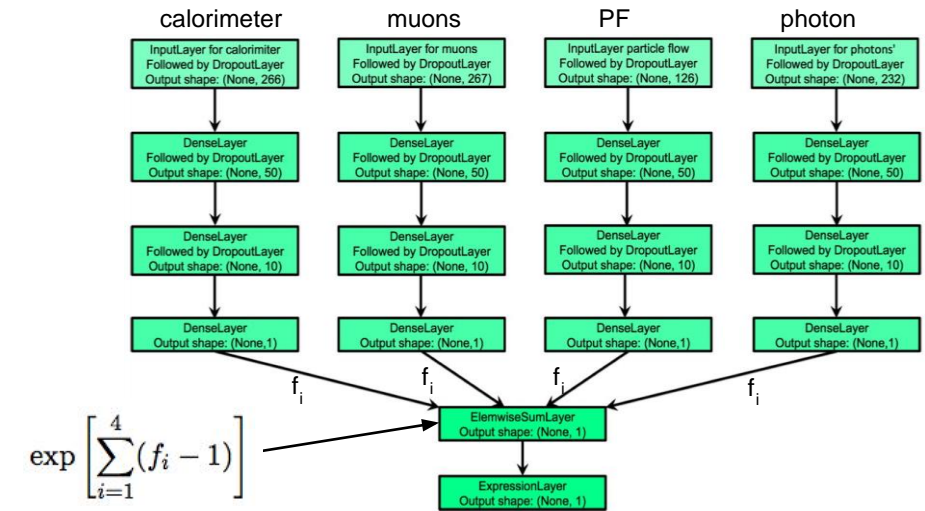 calorimeter
muons
PF
photon
InputLayer for calorimiter
Followed by DropoutLayer
Output shape: (None, 266)
InputLayer for muons
Followed by DropoutLayer
Output shape: (None, 267)
InputLayer particle flow
Followed by DropoutLayer
Output shape: (None, 126)
InputLayer for photons'
Followed by DropoutLayer
Output shape: (None, 232)
DenseLayer
Followed by DropoutLayer
Output shape: (None, 50)
DenseLayer
Followed by DropoutLayer
Output shape: (None, 50)
DenseLayer
Followed by DropoutLayer
Output shape: (None, 50)
DenseLayer
Followed by DropoutLayer
Output shape: (None, 50)
DenseLayer
Followed by DropoutLayer
Output shape: (None, 10)
DenseLayer
Followed by DropoutLayer
Output shape: (None, 10)
DenseLayer
Followed by DropoutLayer
Output shape: (None, 10)
DenseLayer
Followed by DropoutLayer
Output shape: (None, 10)
DenseLayer
Output shape: (None,1)
DenseLayer
Output shape: (None,1)
DenseLayer
Output shape: (None,1)
DenseLayer
Output shape: (None,1)
f_i
f_i
f_i
f_i
ElemwiseSumLayer
Output shape: (None, 1)
exp[∑_{i=1}^{4}(f_i − 1)]
ExpressionLayer
Output shape: (None, 1)